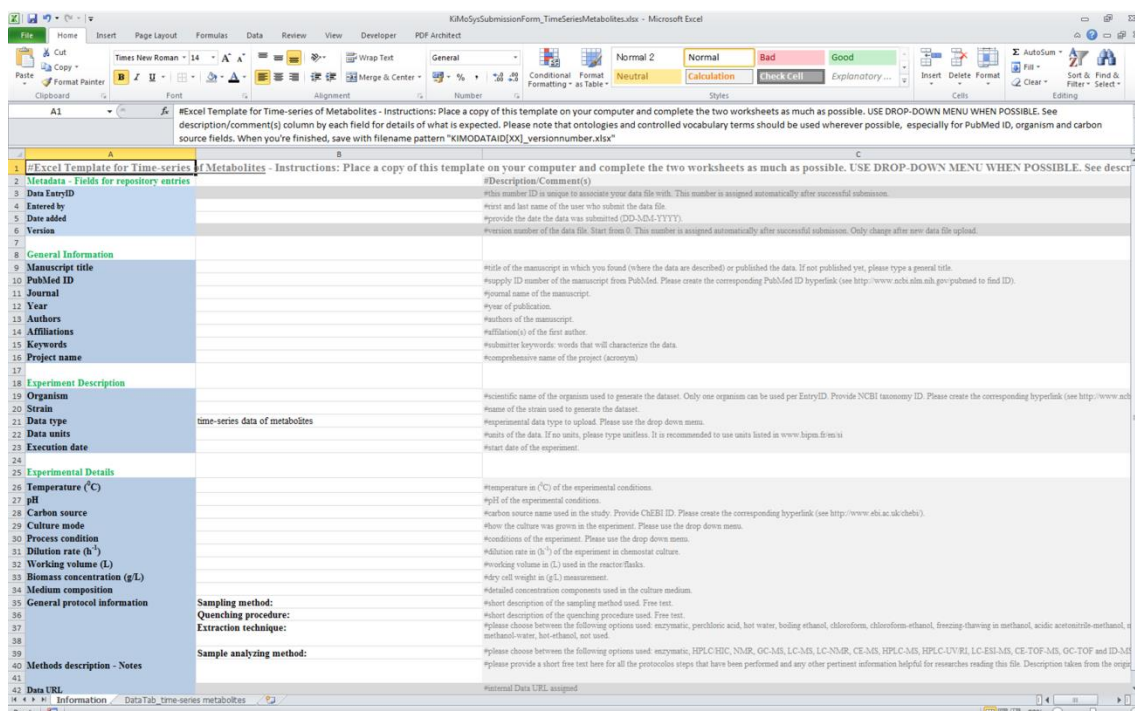 KiMoSysSubmissionForm_TimeSeriesMetabolites.xlsx - Microsoft Excel
File Home Insert Page Layout Formulas Data Review View Developer PDF Architect
Cut
Copy
Format Painter
Paste
Clipboard
Times New Roman 14
B I U
Font
Wrap Text
Merge & Center
Alignment
General
Number
Conditional Formatting
Format as Table
Normal 2 Normal Bad Good
Neutral Calculation Check Cell Explanatory ...
Styles
Insert Delete Format
Cells
AutoSum
Fill
Clear
Sort & Filter
Find & Select
Editing
A1
fx
#Excel Template for Time-series of Metabolites - Instructions: Place a copy of this template on your computer and complete the two worksheets as much as possible. USE DROP-DOWN MENU WHEN POSSIBLE. See
description/comment(s) column by each field for details of what is expected. Please note that ontologies and controlled vocabulary terms should be used wherever possible, especially for PubMed ID, organism and carbon
source fields. When you're finished, save with filename pattern "KIMODATAID[XX]_versionnumber.xlsx"
A B C
1 #Excel Template for Time-series of Metabolites - Instructions: Place a copy of this template on your computer and complete the two worksheets as much as possible. USE DROP-DOWN MENU WHEN POSSIBLE. See descr
2 Metadata - Fields for repository entries #Description/Comment(s)
3 Data EntryID #this number ID is unique to associate your data file with. This number is assigned automatically after successful submisson.
4 Entered by #first and last name of the user who submit the data file.
5 Date added #provide the date the data was submitted (DD-MM-YYYY).
6 Version #version number of the data file. Start from 0. This number is assigned automatically after successful submisson. Only change after new data file upload.
7
8 General Information
9 Manuscript title #title of the manuscript in which you found (where the data are described) or published the data. If not published yet, please type a general title.
10 PubMed ID #supply ID number of the manuscript from PubMed. Please create the corresponding PubMed ID hyperlink (see http://www.ncbi.nlm.nih.gov/pubmed to find ID).
11 Journal #journal name of the manuscript.
12 Year #year of publication.
13 Authors #authors of the manuscript.
14 Affiliations #affilation(s) of the first author.
15 Keywords #submitter keywords: words that will characterize the data.
16 Project name #comprehensive name of the project (acronym)
17
18 Experiment Description
19 Organism #scientific name of the organism used to generate the dataset. Only one organism can be used per EntryID. Provide NCBI taxonomy ID. Please create the corresponding hyperlink (see http://www.ncb
20 Strain #name of the strain used to generate the dataset.
21 Data type time-series data of metabolites #experimental data type to upload. Please use the drop down menu.
22 Data units #units of the data. If no units, please type unitless. It is recommended to use units listed in www.bipm.fr/en/si
23 Execution date #start date of the experiment.
24
25 Experimental Details
26 Temperature (⁰C) #temperature in (⁰C) of the experimental conditions.
27 pH #pH of the experimental conditions.
28 Carbon source #carbon source name used in the study. Provide ChEBI ID. Please create the corresponding hyperlink (see http://www.ebi.ac.uk/chebi/).
29 Culture mode #how the culture was grown in the experiment. Please use the drop down menu.
30 Process condition #conditions of the experiment. Please use the drop down menu.
31 Dilution rate (h⁻¹) #dilution rate in (h⁻¹) of the experiment in chemostat culture.
32 Working volume (L) #working volume in (L) used in the reactor/flasks.
33 Biomass concentration (g/L) #dry cell weight in (g/L) measurement.
34 Medium composition #detailed concentration components used in the culture medium.
35 General protocol information Sampling method: #short description of the sampling method used. Free text.
36 Quenching procedure: #short description of the quenching procedure used. Free text.
37 Extraction technique: #please choose between the following options used: enzymatic, perchloric acid, hot water, boiling ethanol, chloroform, chloroform-ethanol, freezing-thawing in methanol, acidic acetonitrile-methanol,
38 methanol-water, hot-ethanol, not used.
39 Sample analyzing method: #please choose between the following options used: enzymatic, HPLC/HIC, NMR, GC-MS, LC-MS, LC-NMR, CE-MS, HPLC-MS, HPLC-UV/RI, LC-ESI-MS, CE-TOF-MS, GC-TOF and ID-MS
40 Methods description - Notes #please provide a short free text here for all the protocolos steps that have been performed and any other pertinent information helpful for researches reading this file. Description taken from the origin
41
42 Data URL #internal Data URL assigned
Information DataTab_time-series metabolites